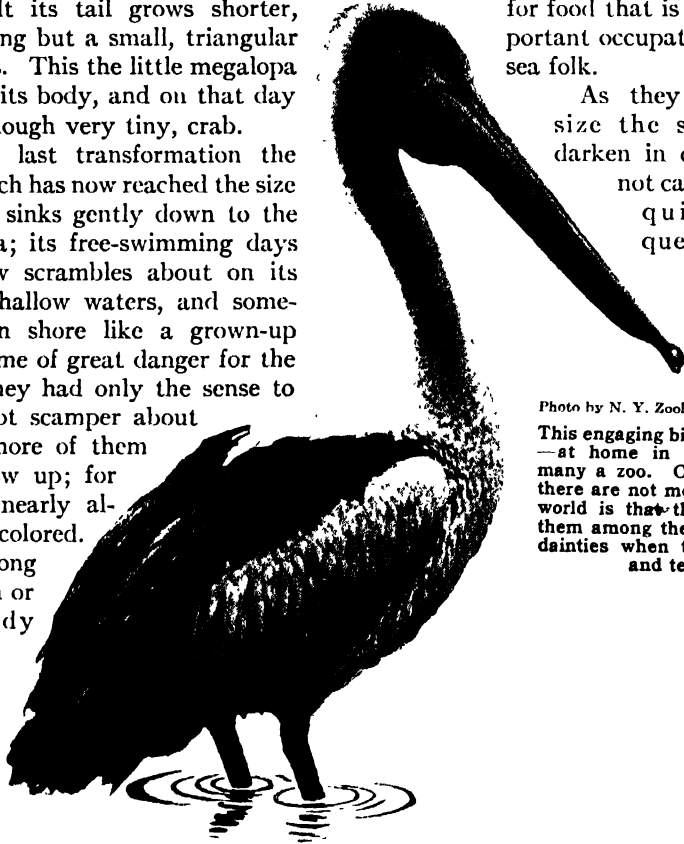 lt its tail grows shorter,
ng but a small, triangular
s. This the little megalopa
its body, and on that day
ough very tiny, crab.
last transformation the
ch has now reached the size
sinks gently down to the
a; its free-swimming days
w scrambles about on its
hallow waters, and some-
n shore like a grown-up
me of great danger for the
hey had only the sense to
ot scamper about
more of them
w up; for
nearly al-
colored.
ong
n or
dy
for food that is
portant occupat
sea folk.
As they
size the s
darken in c
not ca
qui
que
Photo by N. Y. Zool
This engaging bi
—at home in
many a zoo. C
there are not m
world is that th
them among the
dainties when t
and te